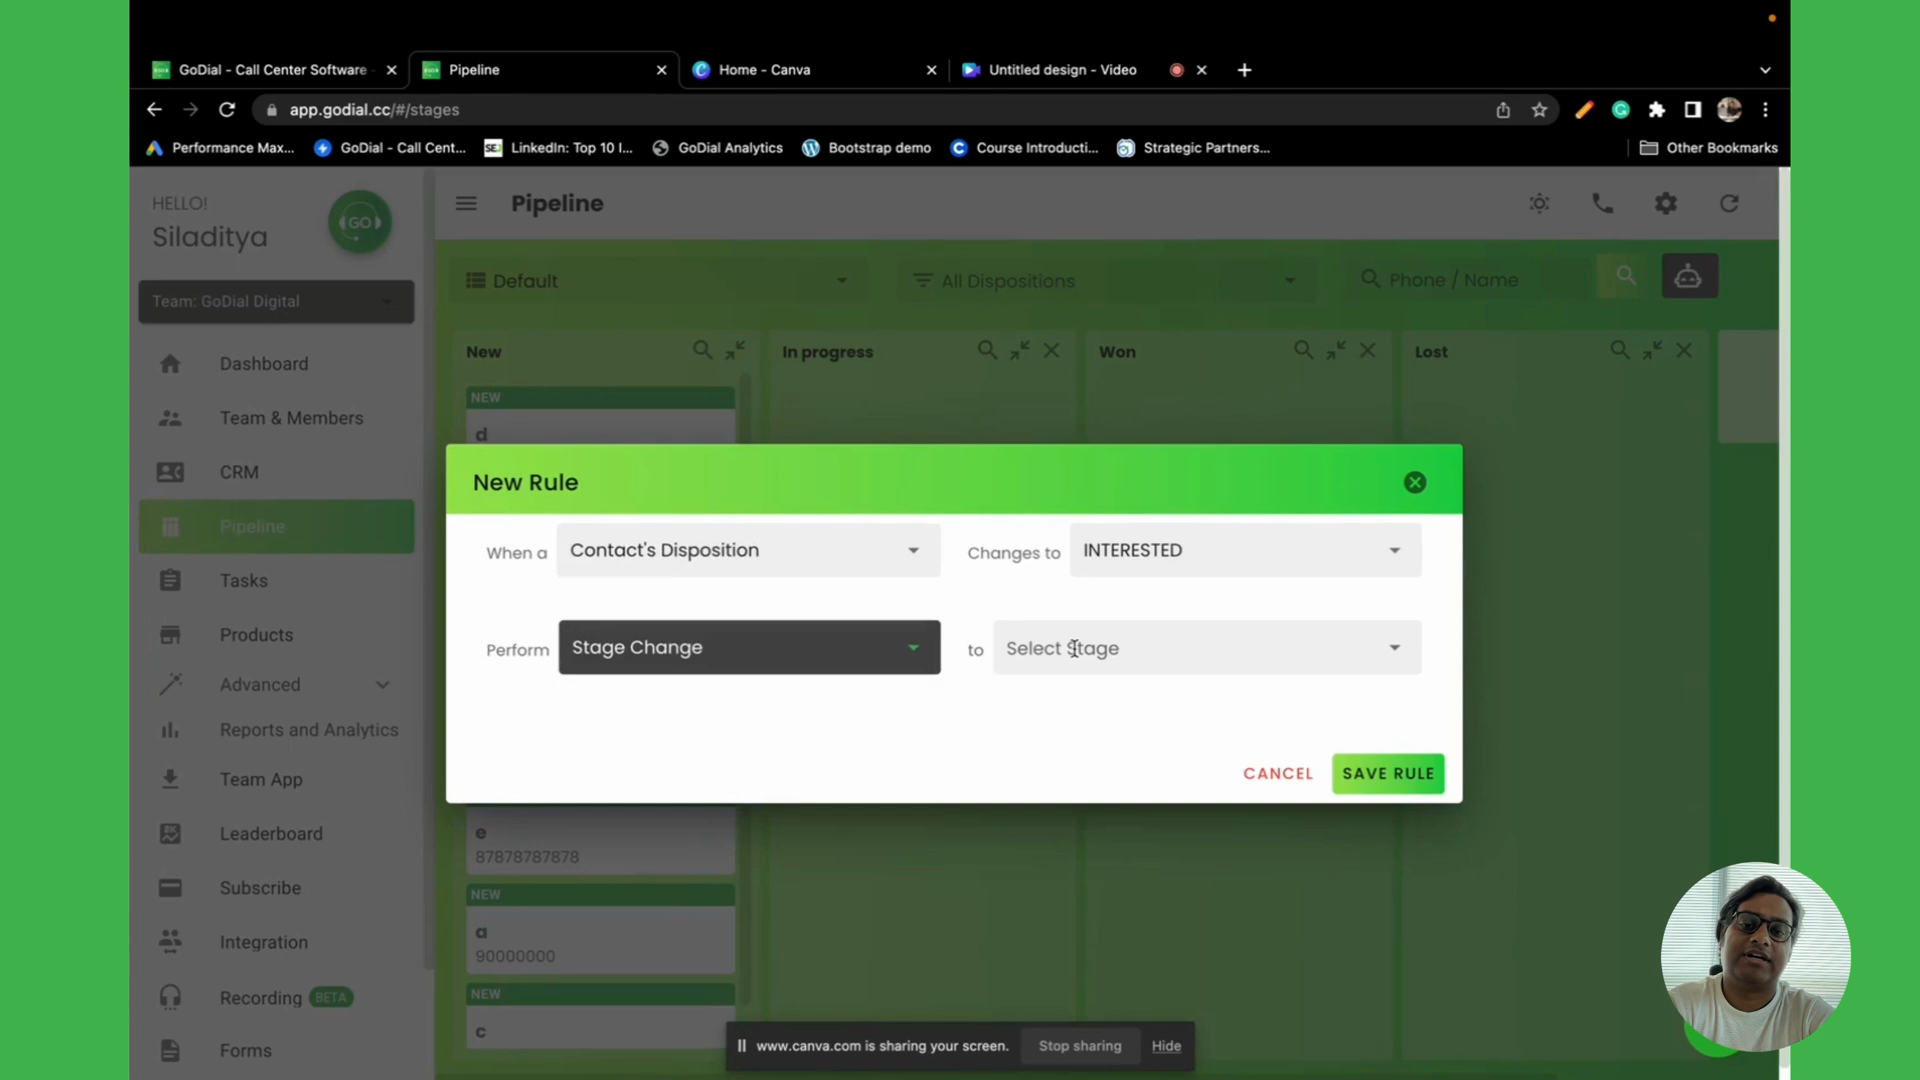 GoDial - Call Center Software -
Pipeline
Home - Canva
Untitled design - Video
app.godial.cc/#/stages
Performance Max...
GoDial - Call Cent...
LinkedIn: Top 10 I...
GoDial Analytics
Bootstrap demo
Course Introducti...
Strategic Partners...
Other Bookmarks
HELLO!
Siladitya
GO
Pipeline
Team: GoDial Digital
Default
All Dispositions
Phone / Name
Dashboard
Team & Members
CRM
Pipeline
Tasks
Products
Advanced
Reports and Analytics
Team App
Leaderboard
Subscribe
Integration
Recording BETA
Forms
New
In progress
Won
Lost
NEW
d
New Rule
When a Contact's Disposition Changes to INTERESTED
Perform Stage Change to Select Stage
CANCEL SAVE RULE
e
87878787878
NEW
a
90000000
NEW
c
www.canva.com is sharing your screen. Stop sharing Hide